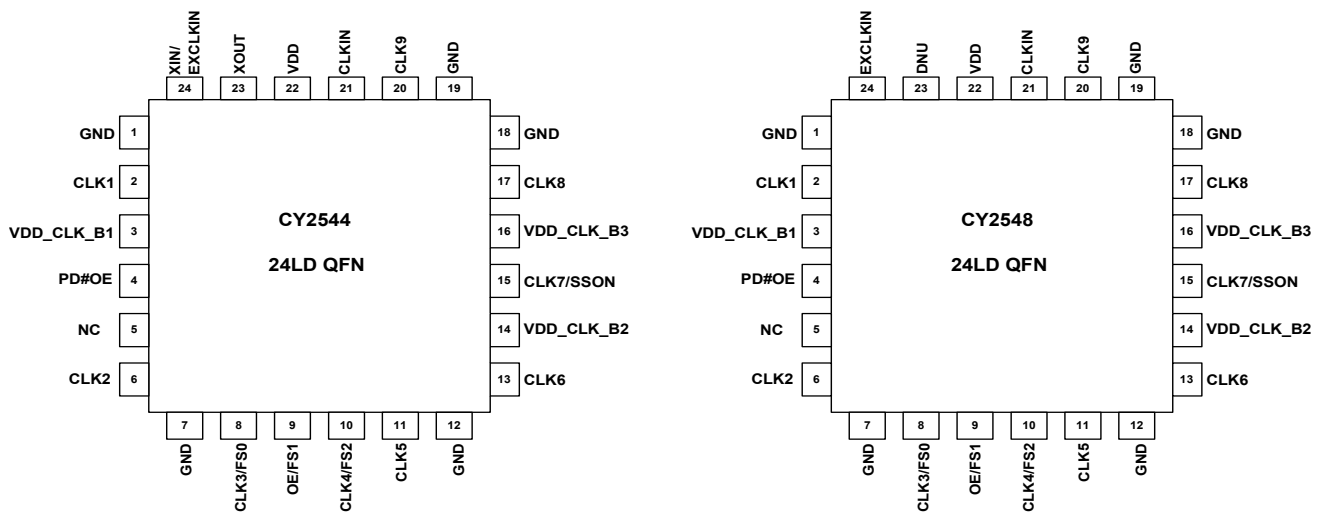 XIN/
EXCLKIN
XOUT
VDD
CLKIN
CLK9
GND
24 23 22 21 20 19
GND 1
CLK1 2
VDD_CLK_B1 3
PD#OE 4
NC 5
CLK2 6
CY2544
24LD QFN
18 GND
17 CLK8
16 VDD_CLK_B3
15 CLK7/SSON
14 VDD_CLK_B2
13 CLK6
7 8 9 10 11 12
GND
CLK3/FS0
OE/FS1
CLK4/FS2
CLK5
GND
EXCLKIN
DNU
VDD
CLKIN
CLK9
GND
24 23 22 21 20 19
GND 1
CLK1 2
VDD_CLK_B1 3
PD#OE 4
NC 5
CLK2 6
CY2548
24LD QFN
18 GND
17 CLK8
16 VDD_CLK_B3
15 CLK7/SSON
14 VDD_CLK_B2
13 CLK6
7 8 9 10 11 12
GND
CLK3/FS0
OE/FS1
CLK4/FS2
CLK5
GND